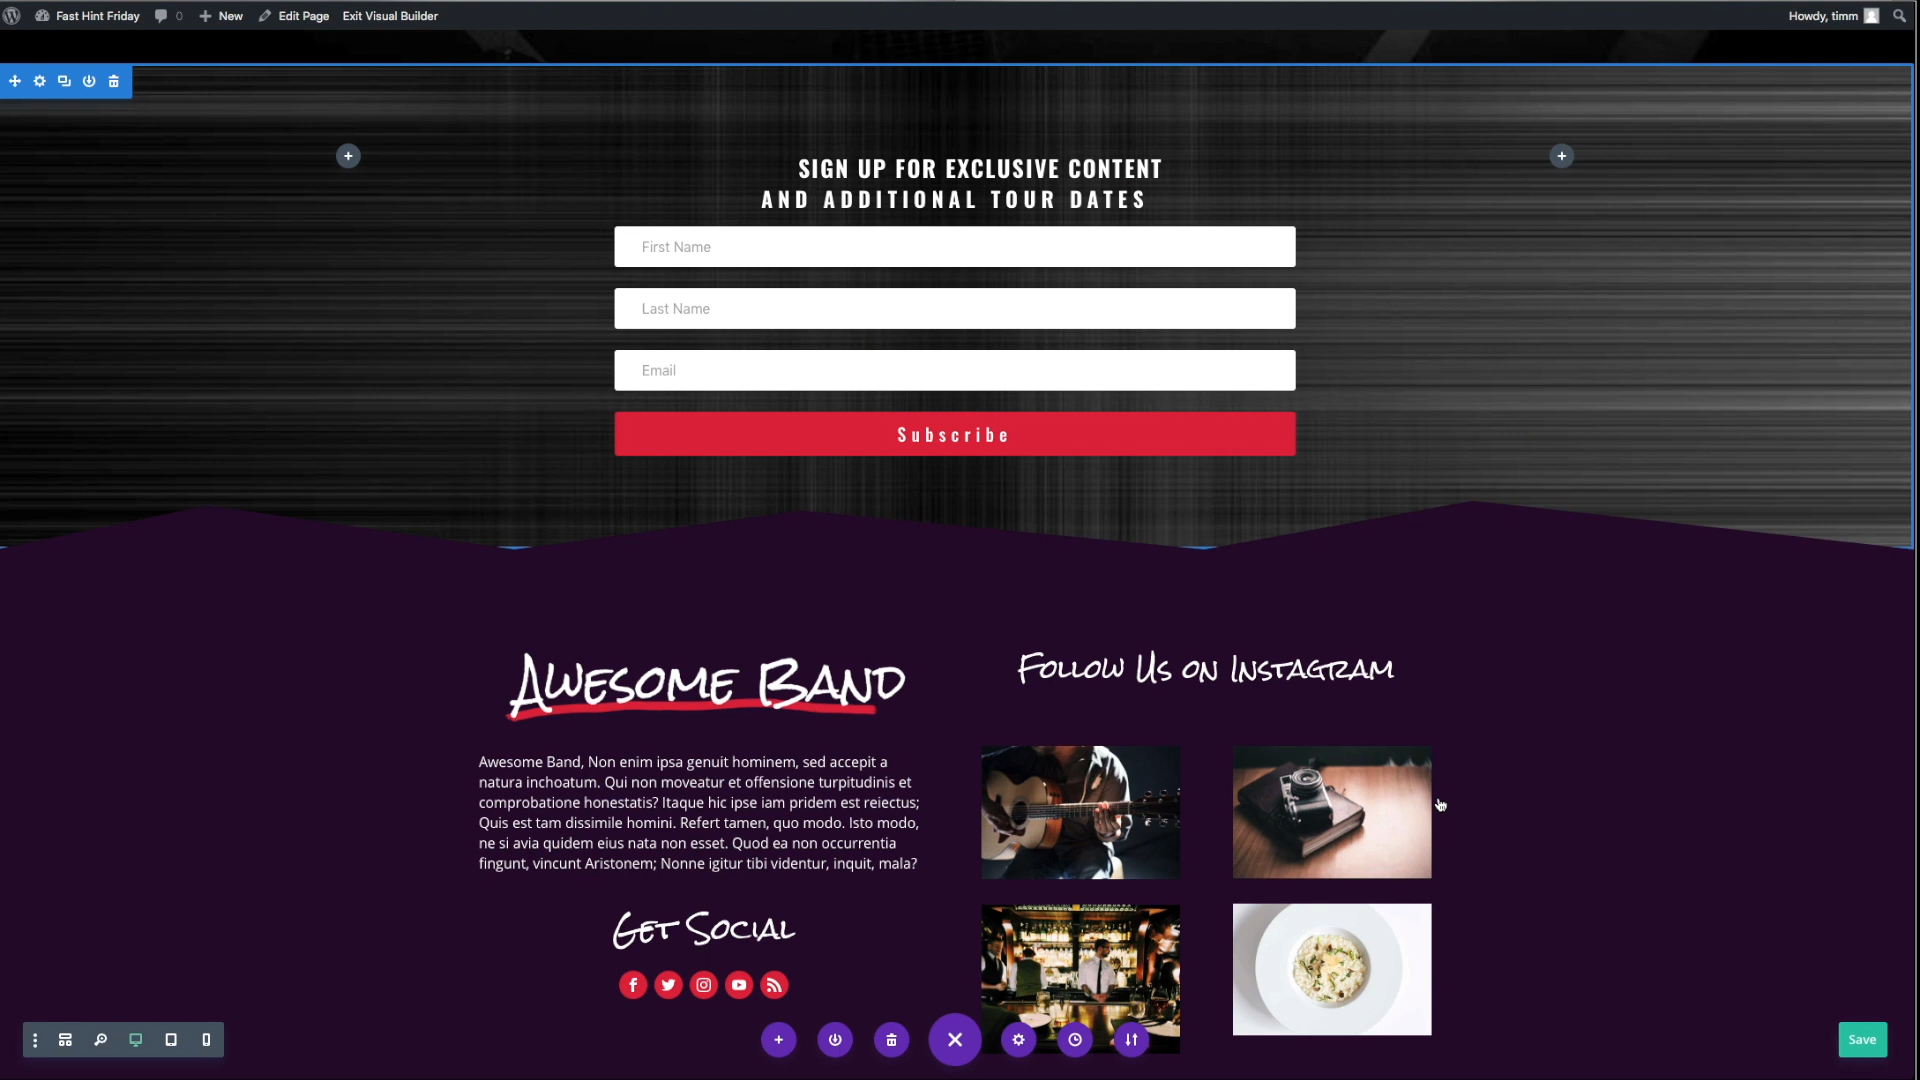 Fast Hint Friday 0 New Edit Page Exit Visual Builder Howdy, timm
SIGN UP FOR EXCLUSIVE CONTENT
AND ADDITIONAL TOUR DATES
First Name
Last Name
Email
Subscribe
Awesome Band
Awesome Band, Non enim ipsa genuit hominem, sed accepit a
natura inchoatum. Qui non moveatur et offensione turpitudinis et
comprobatione honestatis? Itaque hic ipse iam pridem est reiectus;
Quis est tam dissimile homini. Refert tamen, quo modo. Isto modo,
ne si avia quidem eius nata non esset. Quod ea non occurrentia
fingunt, vincunt Aristonem; Nonne igitur tibi videntur, inquit, mala?
Get Social
Follow Us on Instagram
Save